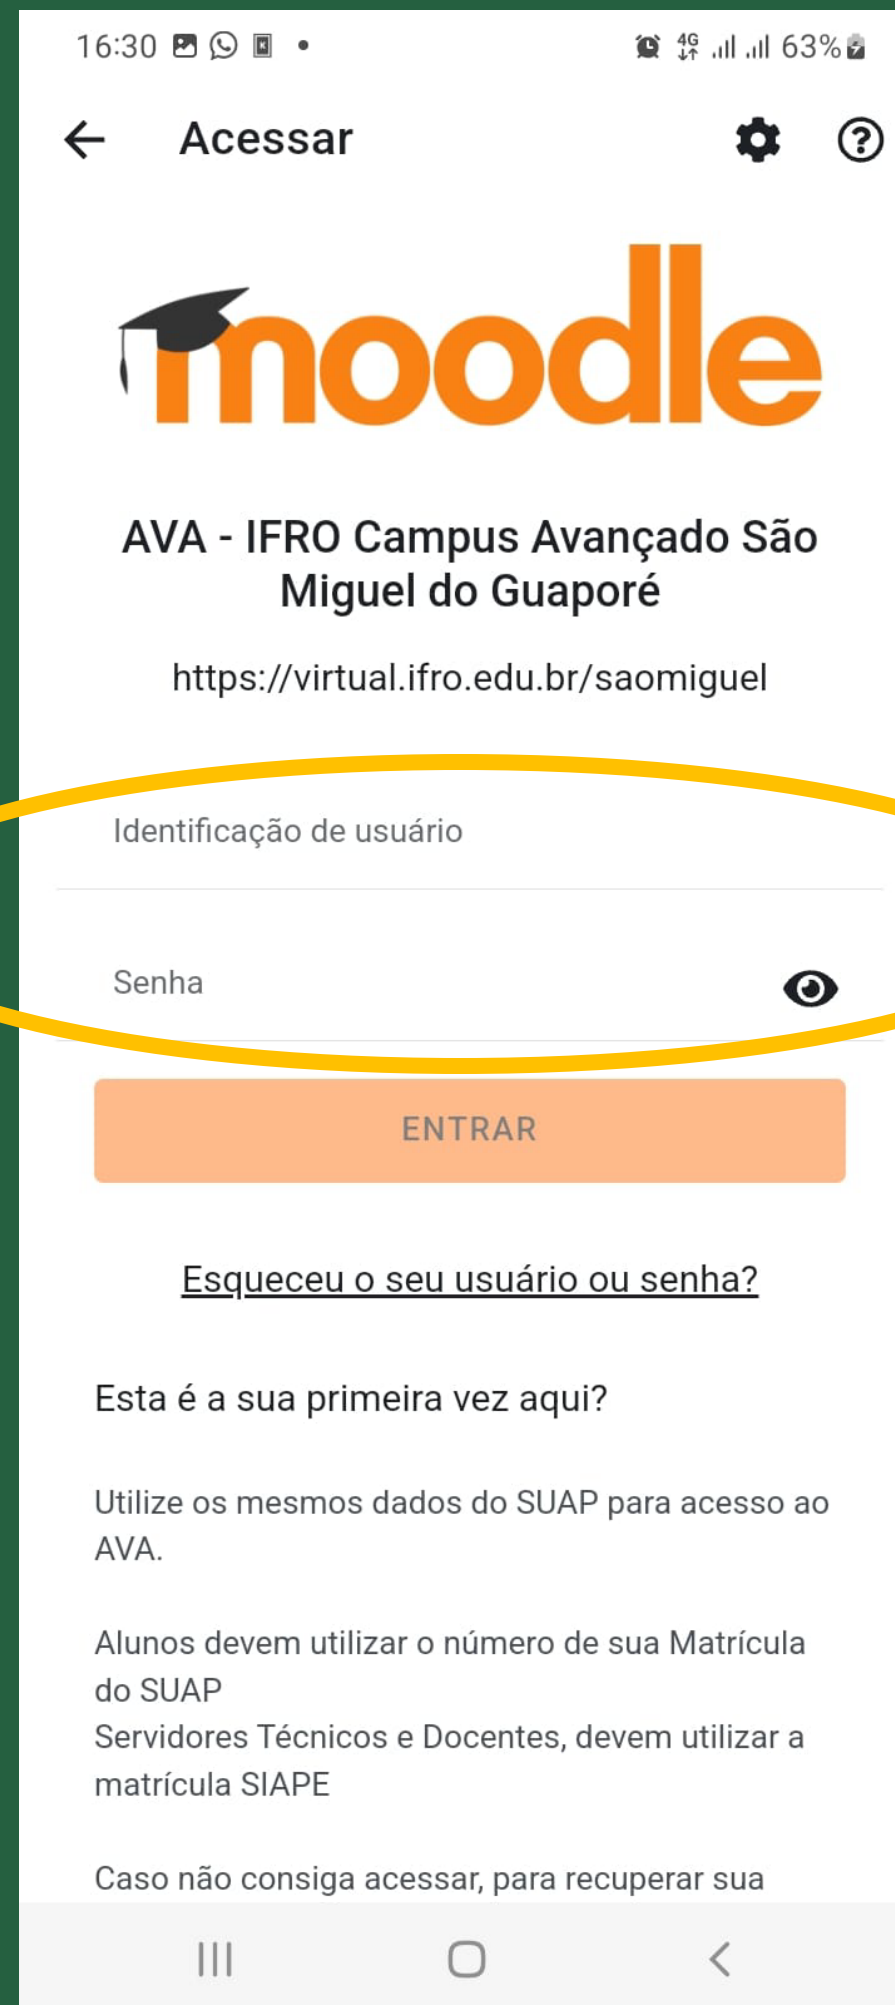 16:30 4G 63%
Acessar
moodle
AVA - IFRO Campus Avançado São
Miguel do Guaporé
https://virtual.ifro.edu.br/saomiguel
Identificação de usuário
Senha
ENTRAR
Esqueceu o seu usuário ou senha?
Esta é a sua primeira vez aqui?
Utilize os mesmos dados do SUAP para acesso ao
AVA.
Alunos devem utilizar o número de sua Matrícula
do SUAP
Servidores Técnicos e Docentes, devem utilizar a
matrícula SIAPE
Caso não consiga acessar, para recuperar sua